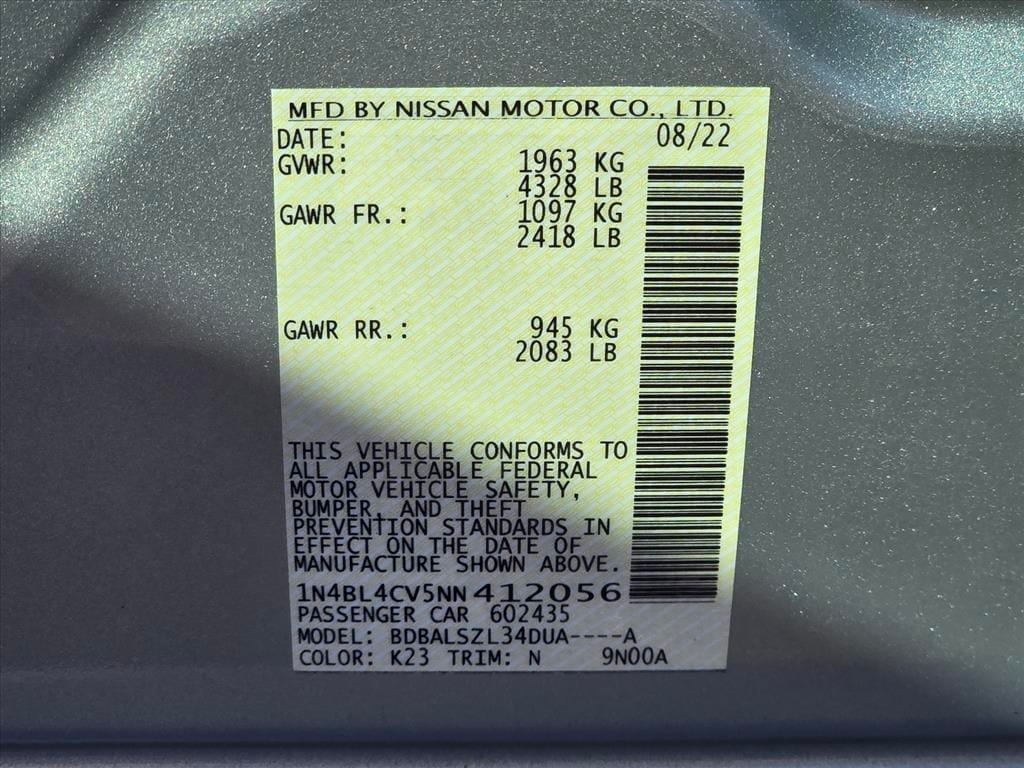 MFD BY NISSAN MOTOR CO., LTD.
DATE: 08/22
GVWR: 1963 KG
4328 LB
GAWR FR.: 1097 KG
2418 LB
GAWR RR.: 945 KG
2083 LB
THIS VEHICLE CONFORMS TO
ALL APPLICABLE FEDERAL
MOTOR VEHICLE SAFETY,
BUMPER, AND THEFT
PREVENTION STANDARDS IN
EFFECT ON THE DATE OF
MANUFACTURE SHOWN ABOVE.
1N4BL4CV5NN412056
PASSENGER CAR 602435
MODEL: BDBALSZL34DUA----A
COLOR: K23 TRIM: N 9N00A